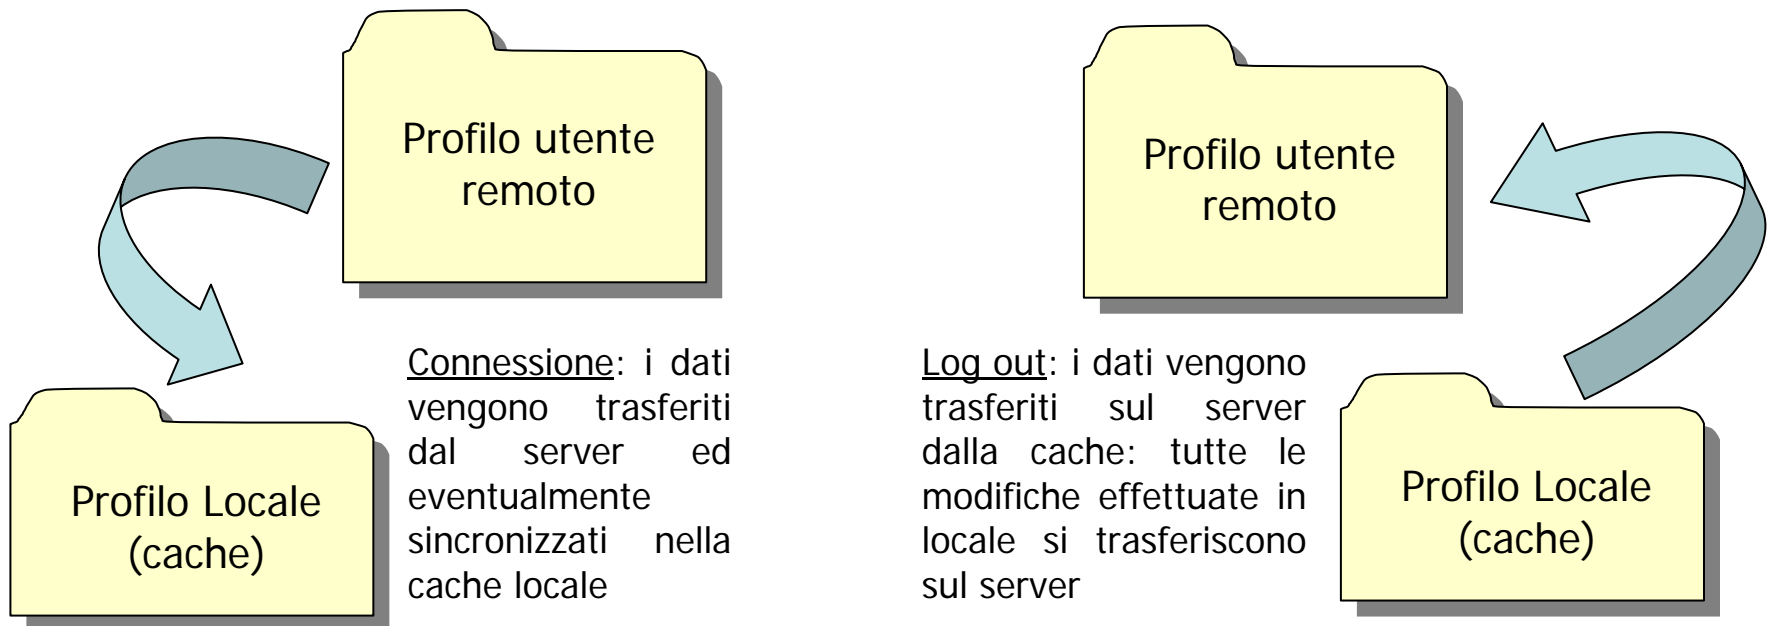 Profilo utente
remoto
Connessione: i dati
vengono trasferiti
dal server ed
eventualmente
sincronizzati nella
cache locale
Profilo Locale
(cache)
Profilo utente
remoto
Log out: i dati vengono
trasferiti sul server
dalla cache: tutte le
modifiche effettuate in
locale si trasferiscono
sul server
Profilo Locale
(cache)